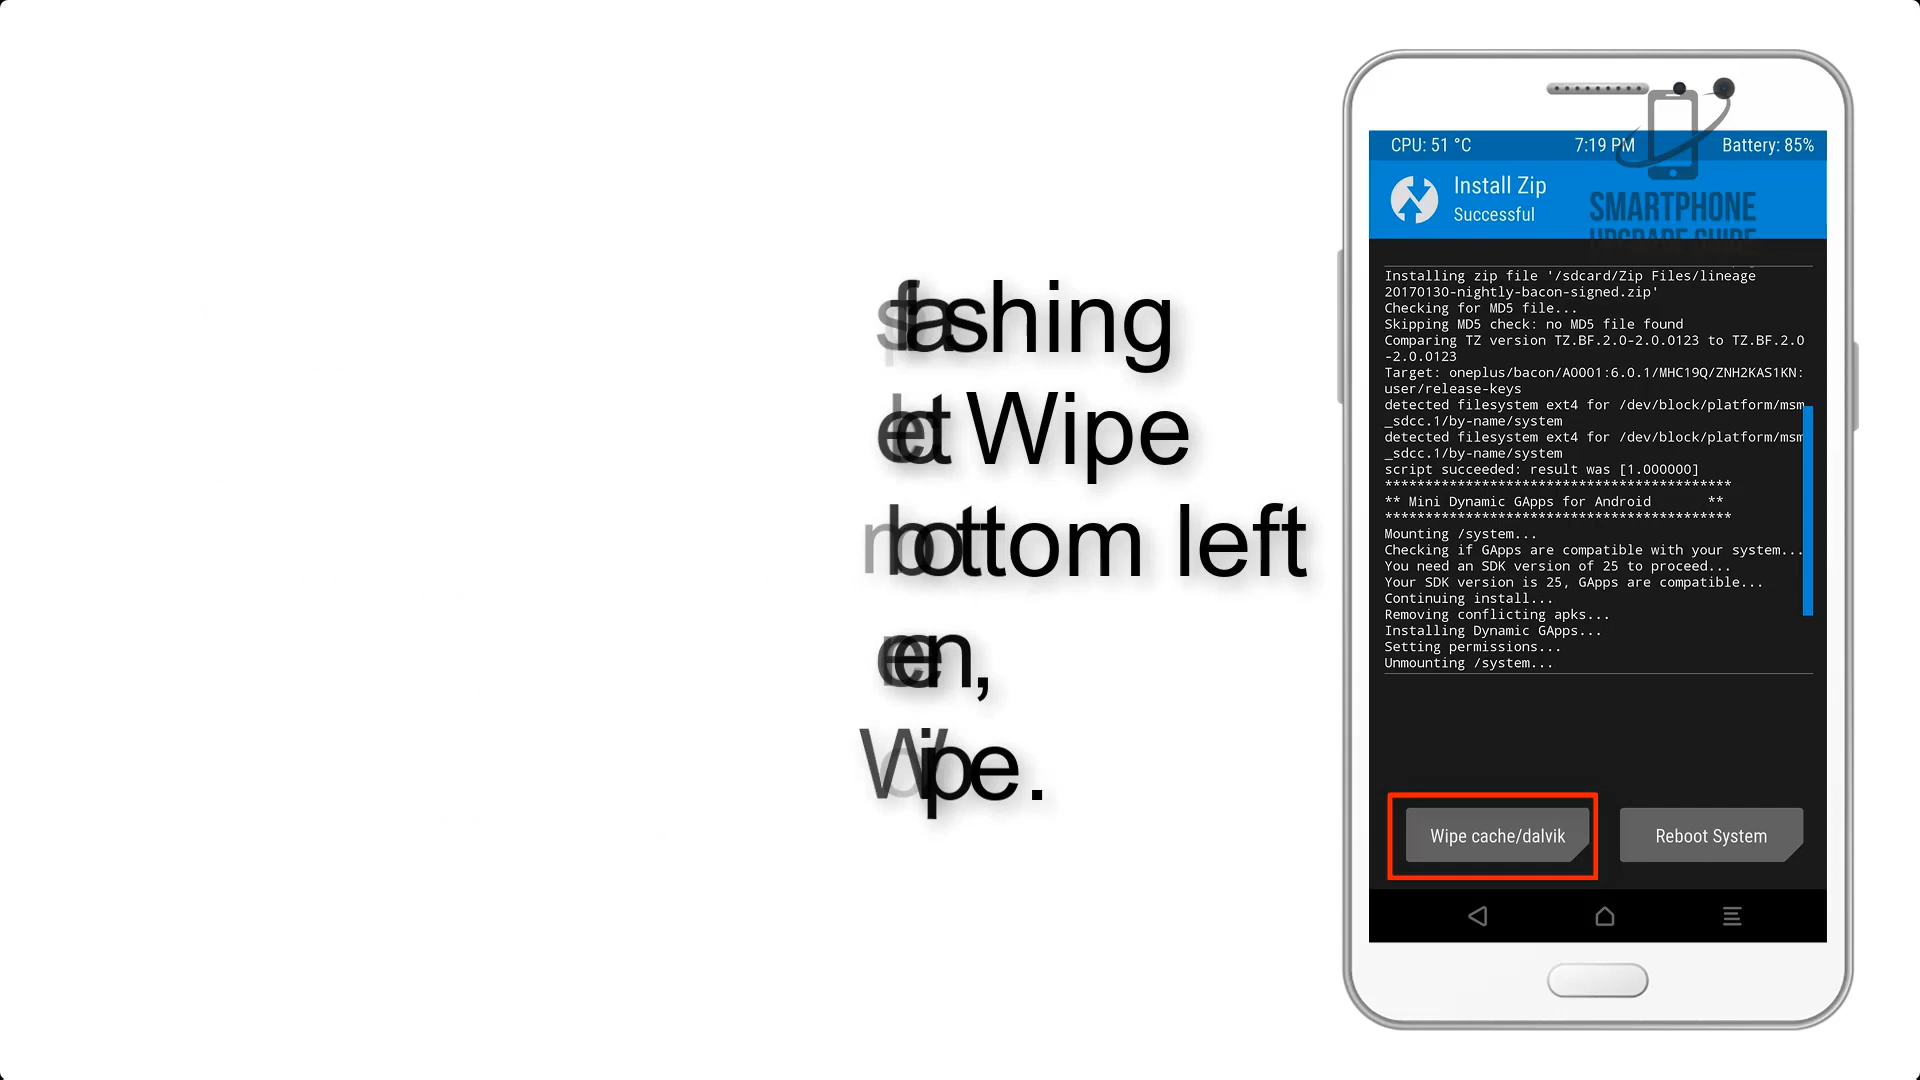 flashing
Wipe
bottom left
Wipe.
CPU: 51 °C 7:19 PM Battery: 85%
Install Zip
Successful
SMARTPHONE
UPGRADE GUIDE
Installing zip file '/sdcard/Zip Files/lineage
20170130-nightly-bacon-signed.zip'
Checking for MD5 file...
Skipping MD5 check: no MD5 file found
Comparing TZ version TZ.BF.2.0-2.0.0123 to TZ.BF.2.0
-2.0.0123
Target: oneplus/bacon/A0001:6.0.1/MHC19Q/ZNH2KAS1KN:
user/release-keys
detected filesystem ext4 for /dev/block/platform/msm
_sdcc.1/by-name/system
detected filesystem ext4 for /dev/block/platform/msm
_sdcc.1/by-name/system
script succeeded: result was [1.000000]
*******************************************
** Mini Dynamic GApps for Android **
*******************************************
Mounting /system...
Checking if GApps are compatible with your system...
You need an SDK version of 25 to proceed...
Your SDK version is 25, GApps are compatible...
Continuing install...
Removing conflicting apks...
Installing Dynamic GApps...
Setting permissions...
Unmounting /system...
Wipe cache/dalvik Reboot System